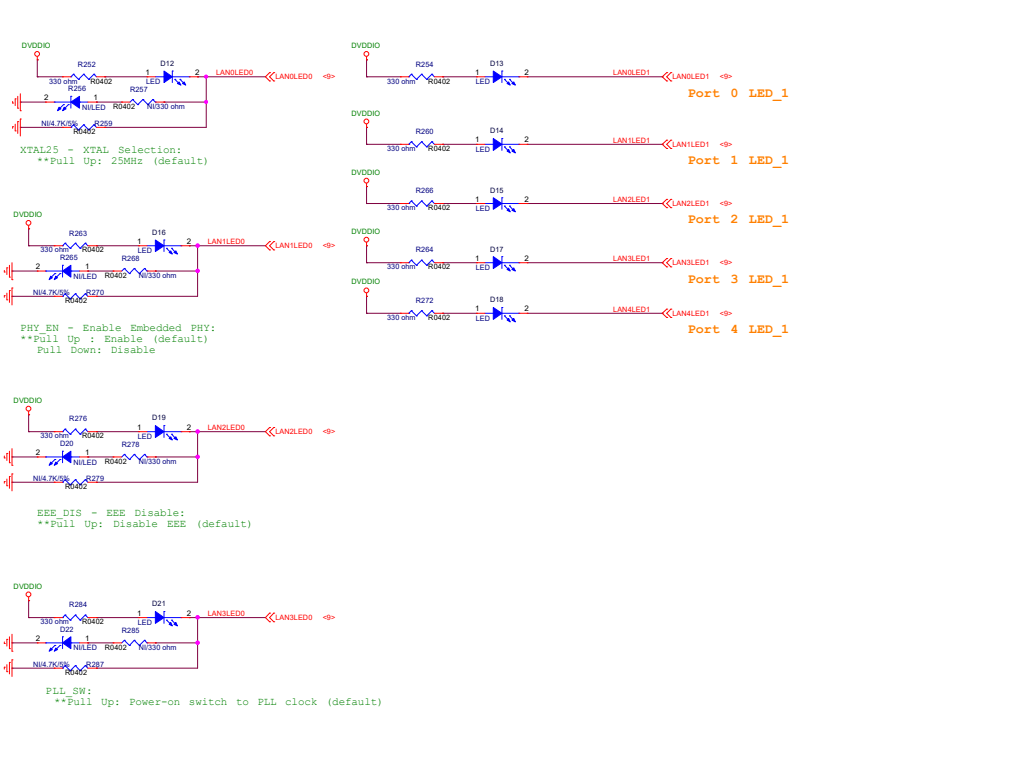 DVDDIO
R252
D12
1
2
LAN0LED0
LAN0LED0 <9>
330 ohm
R0402
LED
R256
R257
2
1
NI/LED
R0402
NI/330 ohm
NI/4.7K/5%
R259
R0402
XTAL25 - XTAL Selection:
**Pull Up: 25MHz (default)
DVDDIO
R263
D16
1
2
LAN1LED0
LAN1LED0 <9>
330 ohm
R0402
LED
R265
R268
2
1
NI/LED
R0402
NI/330 ohm
NI/4.7K/5%
R270
R0402
PHY_EN - Enable Embedded PHY:
**Pull Up : Enable (default)
Pull Down: Disable
DVDDIO
R276
D19
1
2
LAN2LED0
LAN2LED0 <9>
330 ohm
R0402
LED
D20
R278
2
1
NI/LED
R0402
NI/330 ohm
NI/4.7K/5%
R279
R0402
EEE_DIS - EEE Disable:
**Pull Up: Disable EEE (default)
DVDDIO
R284
D21
1
2
LAN3LED0
LAN3LED0 <9>
330 ohm
R0402
LED
D22
R285
2
1
NI/LED
R0402
NI/330 ohm
NI/4.7K/5%
R287
R0402
PLL_SW:
**Pull Up: Power-on switch to PLL clock (default)
DVDDIO
R254
D13
1
2
LAN0LED1
LAN0LED1 <9>
330 ohm
R0402
LED
Port 0 LED_1
DVDDIO
R260
D14
1
2
LAN1LED1
LAN1LED1 <9>
330 ohm
R0402
LED
Port 1 LED_1
DVDDIO
R266
D15
1
2
LAN2LED1
LAN2LED1 <9>
330 ohm
R0402
LED
Port 2 LED_1
DVDDIO
R264
D17
1
2
LAN3LED1
LAN3LED1 <9>
330 ohm
R0402
LED
Port 3 LED_1
DVDDIO
R272
D18
1
2
LAN4LED1
LAN4LED1 <9>
330 ohm
R0402
LED
Port 4 LED_1